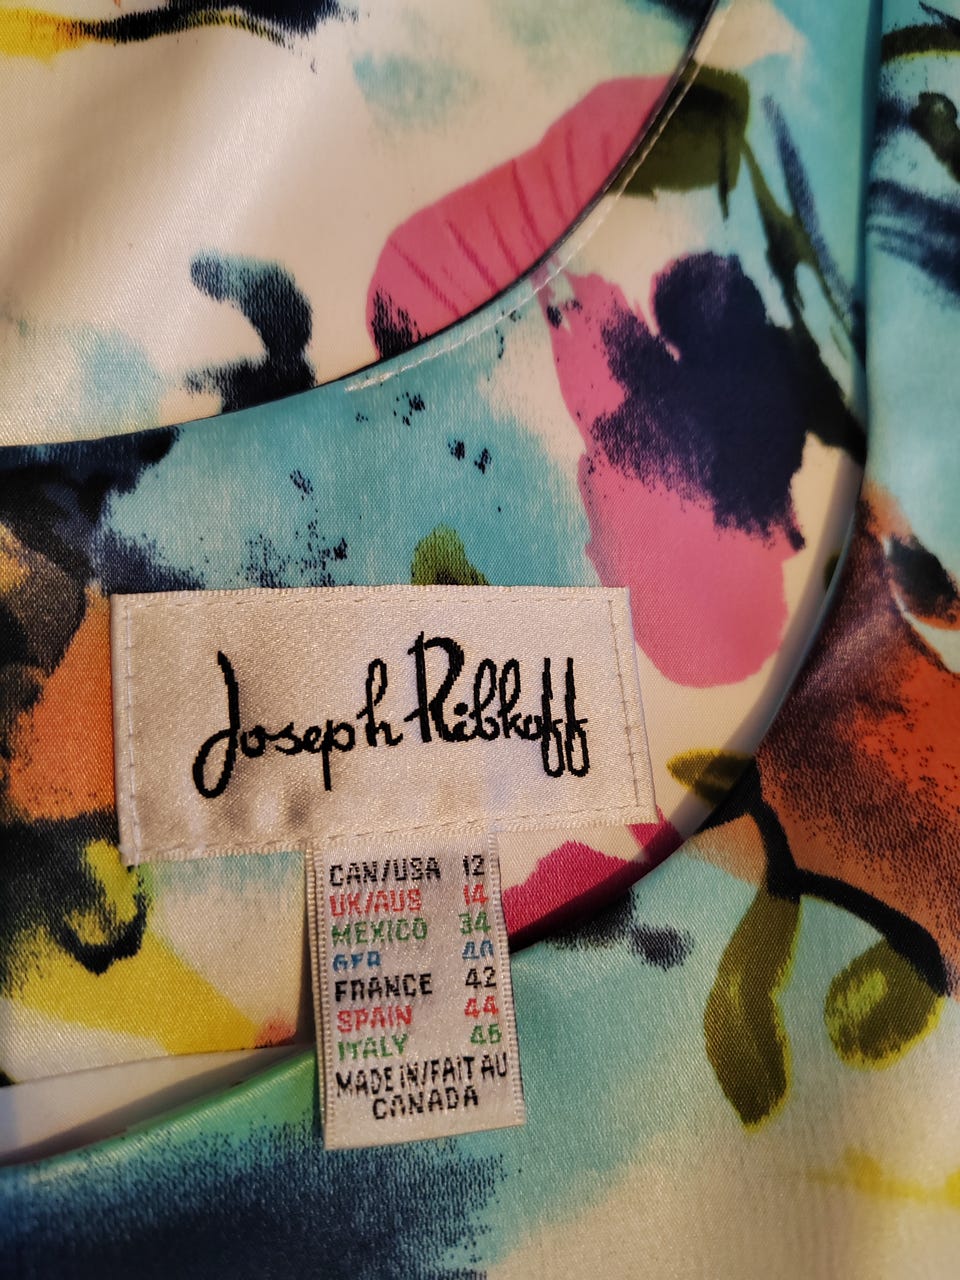 Joseph Ribkoff
CAN/USA 12
UK/AUS 14
MEXICO 34
GER 40
FRANCE 42
SPAIN 44
ITALY 46
MADE IN/FAIT AU
CANADA